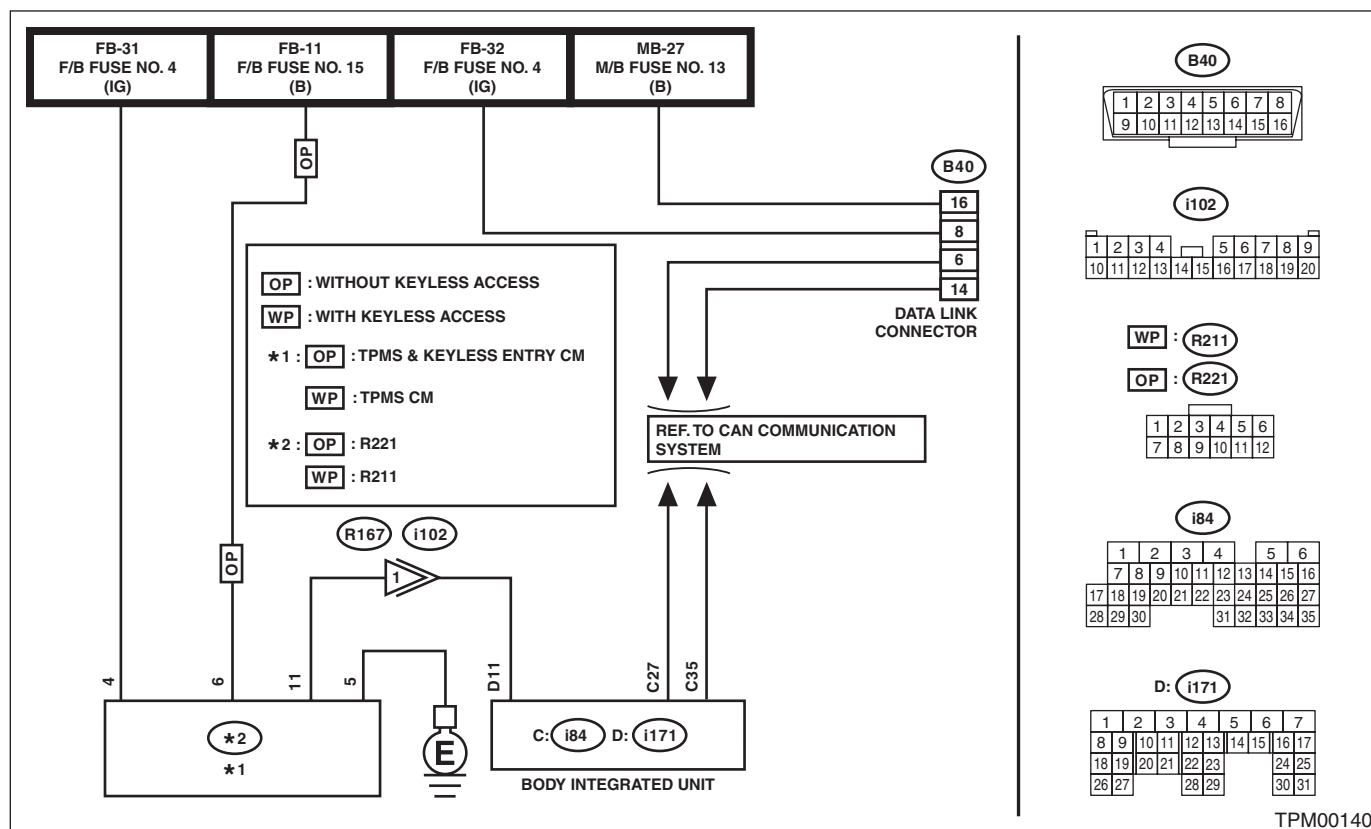 FB-31
F/B FUSE NO. 4
(IG)
FB-11
F/B FUSE NO. 15
(B)
FB-32
F/B FUSE NO. 4
(IG)
MB-27
M/B FUSE NO. 13
(B)
OP
B40
16
8
6
14
DATA LINK
CONNECTOR
OP : WITHOUT KEYLESS ACCESS
WP : WITH KEYLESS ACCESS
*1 : OP : TPMS & KEYLESS ENTRY CM
WP : TPMS CM
*2 : OP : R221
WP : R211
REF. TO CAN COMMUNICATION
SYSTEM
R167 i102
1
OP
4
6
11
5
D11
C27
C35
*2
*1
E
C: i84 D: i171
BODY INTEGRATED UNIT
B40
1 2 3 4 5 6 7 8
9 10 11 12 13 14 15 16
i102
1 2 3 4 5 6 7 8 9
10 11 12 13 14 15 16 17 18 19 20
WP : R211
OP : R221
1 2 3 4 5 6
7 8 9 10 11 12
i84
1 2 3 4 5 6
7 8 9 10 11 12 13 14 15 16
17 18 19 20 21 22 23 24 25 26 27
28 29 30 31 32 33 34 35
D: i171
1 2 3 4 5 6 7
8 9 10 11 12 13 14 15 16 17
18 19 20 21 22 23 24 25
26 27 28 29 30 31
TPM00140